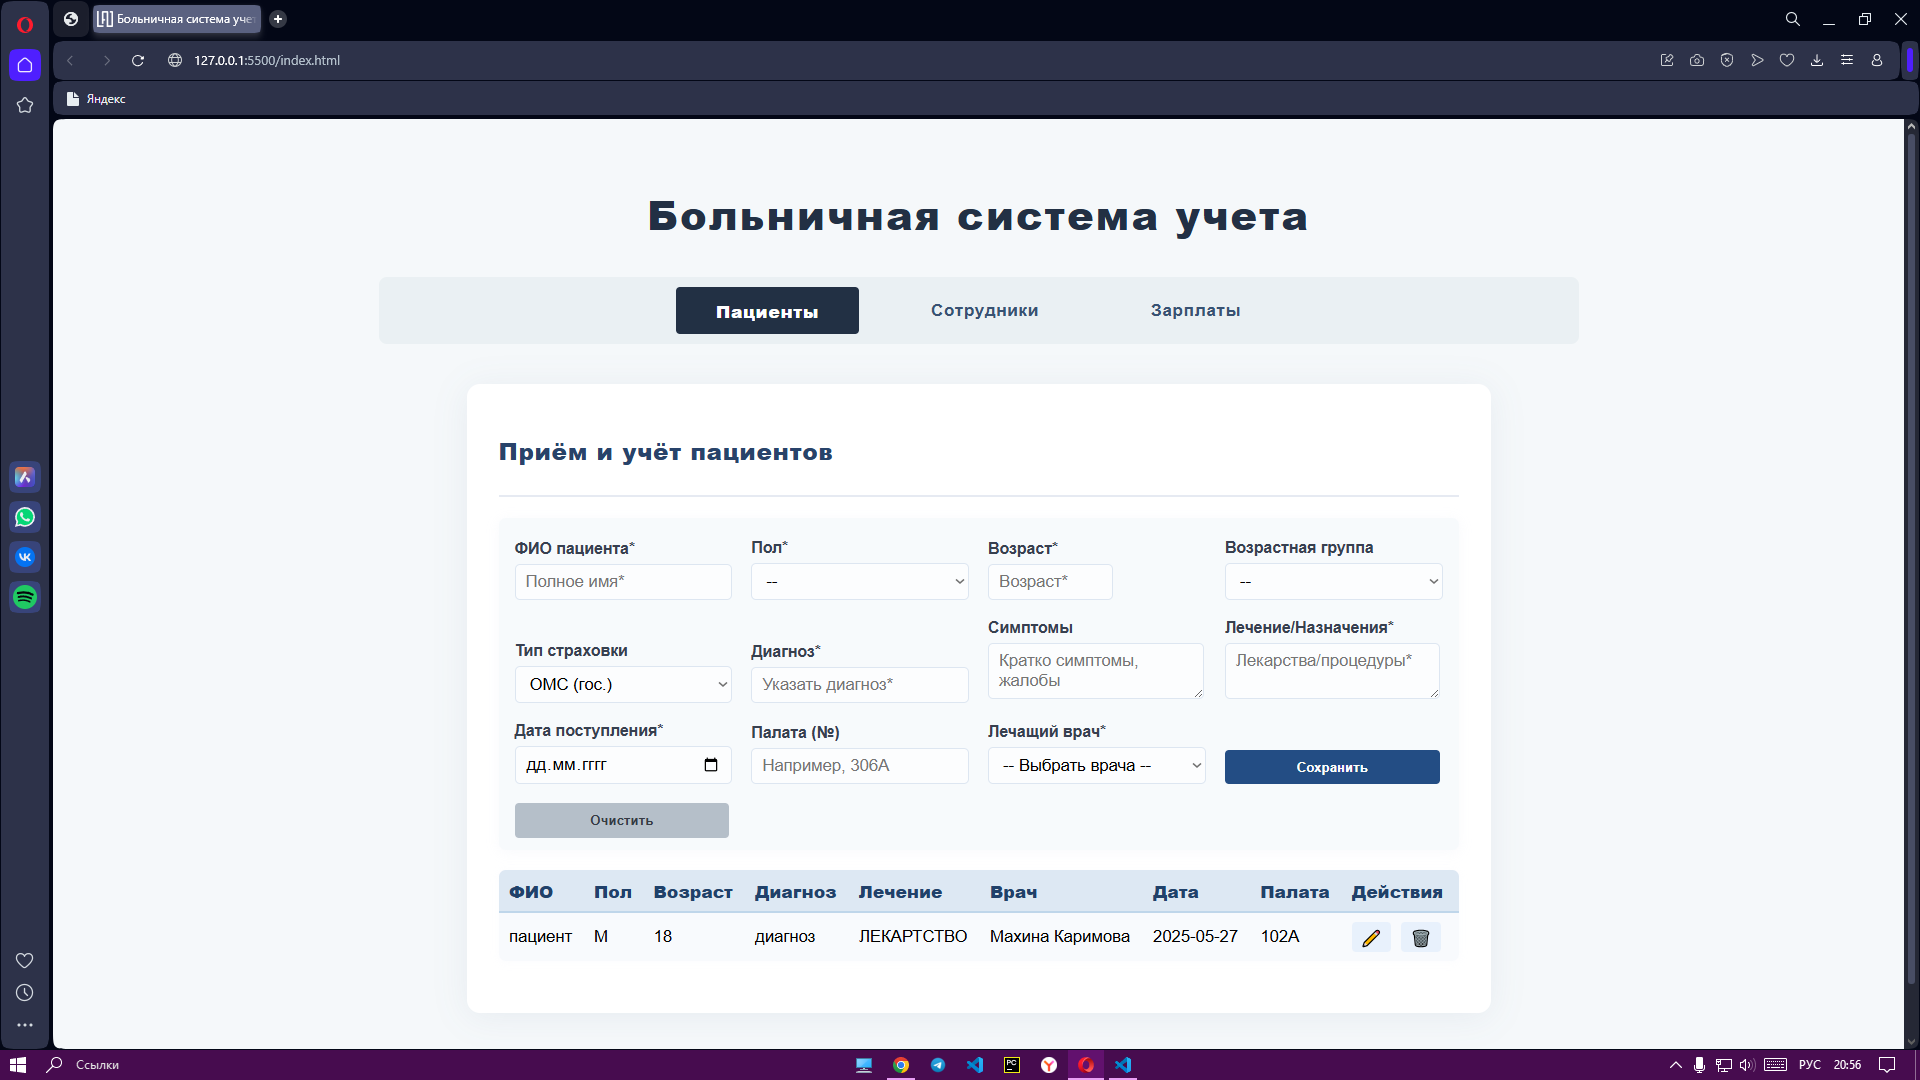 Больничная система уче
127.0.0.1:5500/index.html
Яндекс
Больничная система учета
Пациенты Сотрудники Зарплаты
Приём и учёт пациентов
ФИО пациента* Пол* Возраст* Возрастная группа
Полное имя* -- Возраст* --
Тип страховки Диагноз* Симптомы Лечение/Назначения*
ОМС (гос.) Указать диагноз* Кратко симптомы, жалобы Лекарства/процедуры*
Дата поступления* Палата (№) Лечащий врач*
дд.мм.гггг Например, 306А -- Выбрать врача -- Сохранить
Очистить
ФИО Пол Возраст Диагноз Лечение Врач Дата Палата Действия
пациент М 18 диагноз ЛЕКАРТСТВО Махина Каримова 2025-05-27 102А
Ссылки PC РУС 20:56